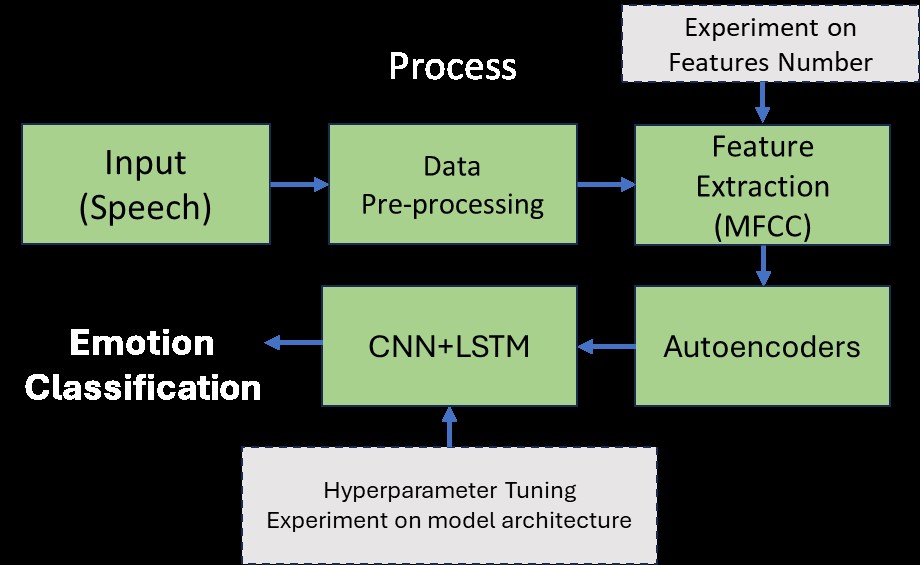 Process
Experiment on
Features Number
Input
(Speech)
Data
Pre-processing
Feature
Extraction
(MFCC)
Autoencoders
CNN+LSTM
Emotion
Classification
Hyperparameter Tuning
Experiment on model architecture